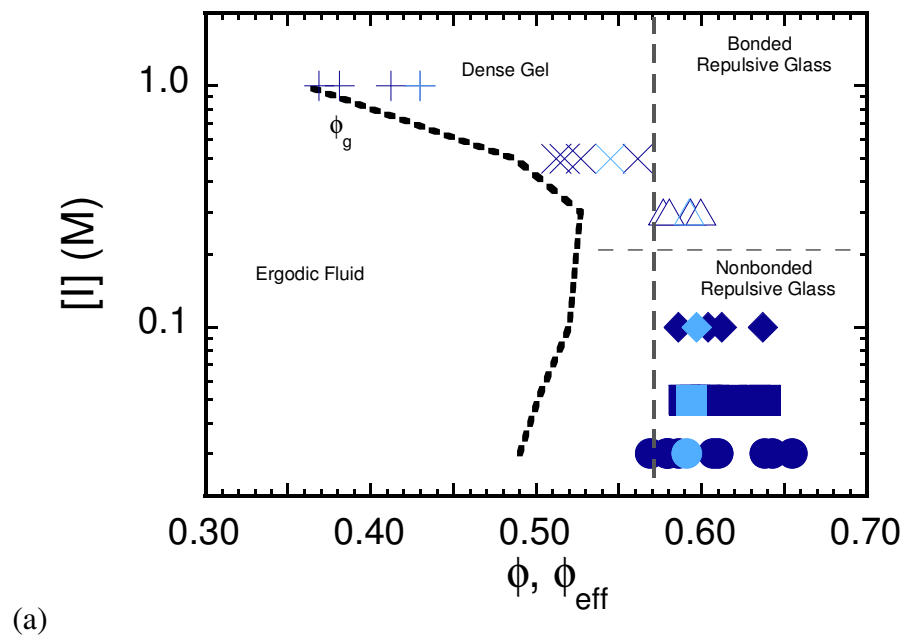 Dense Gel
Bonded
Repulsive Glass
1.0
ϕg
[I] (M)
Ergodic Fluid
Nonbonded
Repulsive Glass
0.1
0.30 0.40 0.50 0.60 0.70
ϕ, ϕeff
(a)